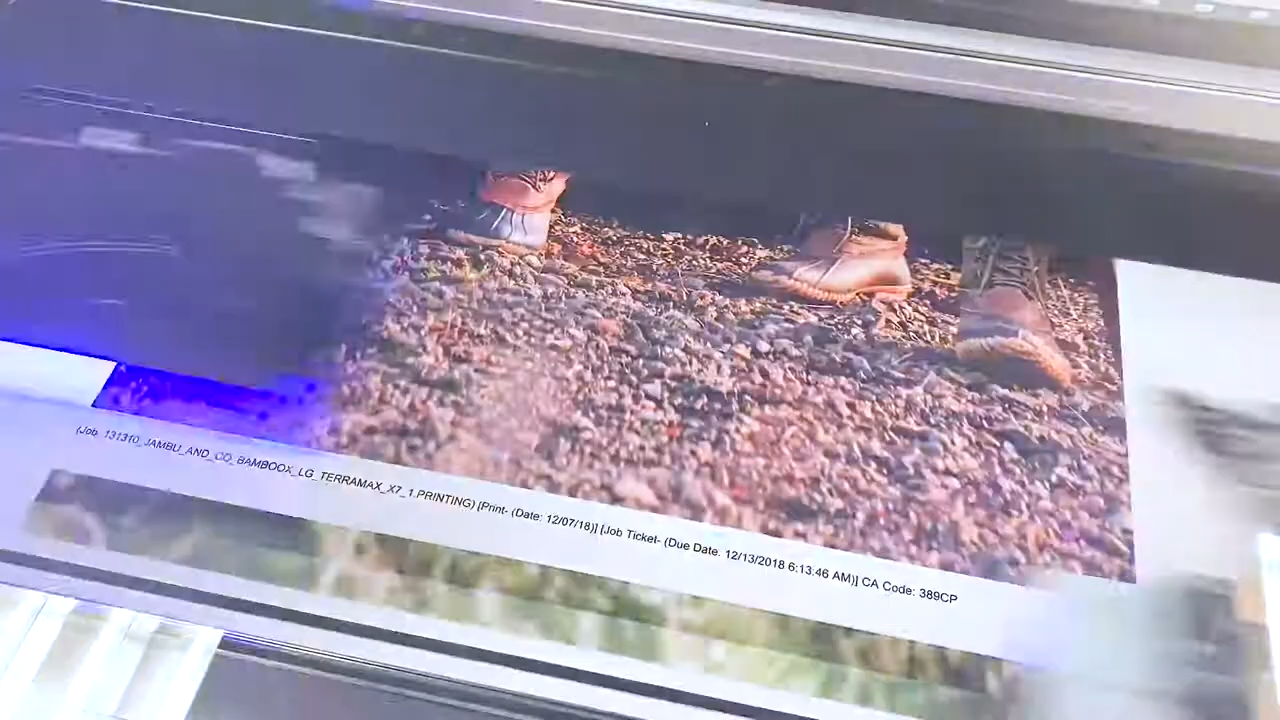 (Job. 131310_JAMBU_AND_CO_BAMBOOX_LG_TERRAMAX_X7_1.PRINTING) [Print- (Date: 12/07/18)] [Job Ticket- (Due Date. 12/13/2018 6:13:46 AM)] CA Code: 389CP